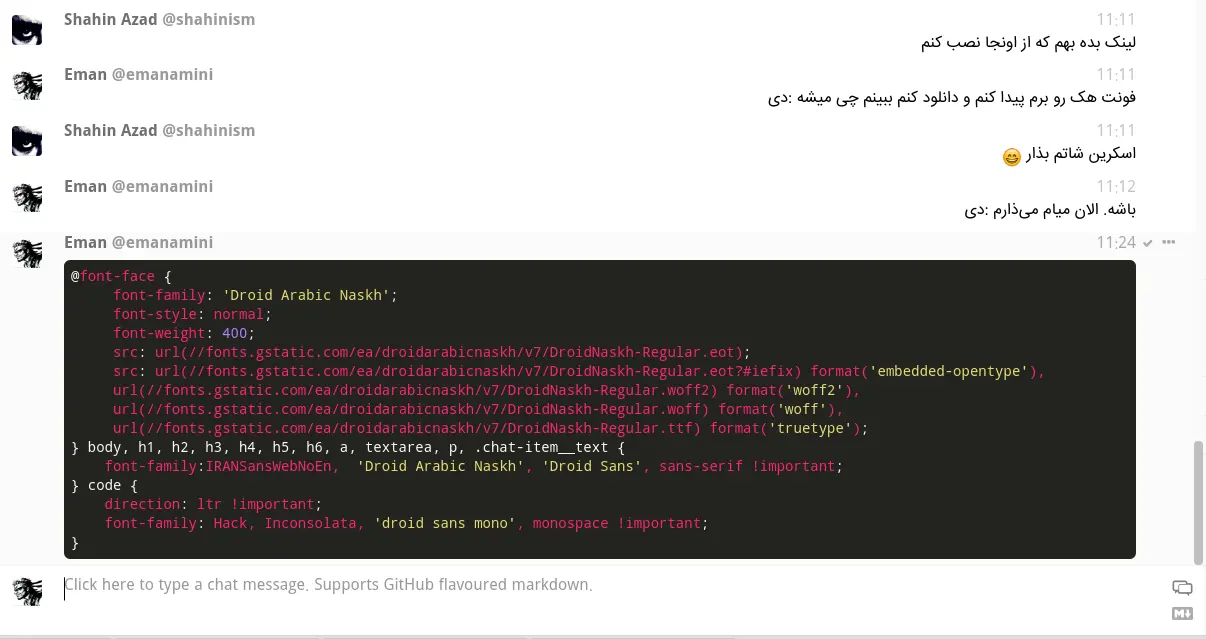 Shahin Azad @shahinism 11:11
لینک بده بهم که از اونجا نصب کنم
Eman @emanamini 11:11
فونت هک رو برم پیدا کنم و دانلود کنم ببینم چی میشه :دی
Shahin Azad @shahinism 11:11
اسکرین شاتم بذار 😄
Eman @emanamini 11:12
باشه. الان میام می‌ذارم :دی
Eman @emanamini 11:24
@font-face {
font-family: 'Droid Arabic Naskh';
font-style: normal;
font-weight: 400;
src: url(//fonts.gstatic.com/ea/droidarabicnaskh/v7/DroidNaskh-Regular.eot);
src: url(//fonts.gstatic.com/ea/droidarabicnaskh/v7/DroidNaskh-Regular.eot?#iefix) format('embedded-opentype'),
url(//fonts.gstatic.com/ea/droidarabicnaskh/v7/DroidNaskh-Regular.woff2) format('woff2'),
url(//fonts.gstatic.com/ea/droidarabicnaskh/v7/DroidNaskh-Regular.woff) format('woff'),
url(//fonts.gstatic.com/ea/droidarabicnaskh/v7/DroidNaskh-Regular.ttf) format('truetype');
} body, h1, h2, h3, h4, h5, h6, a, textarea, p, .chat-item__text {
font-family:IRANSansWebNoEn,  'Droid Arabic Naskh', 'Droid Sans', sans-serif !important;
} code {
direction: ltr !important;
font-family: Hack, Inconsolata, 'droid sans mono', monospace !important;
}
Click here to type a chat message. Supports GitHub flavoured markdown.
M